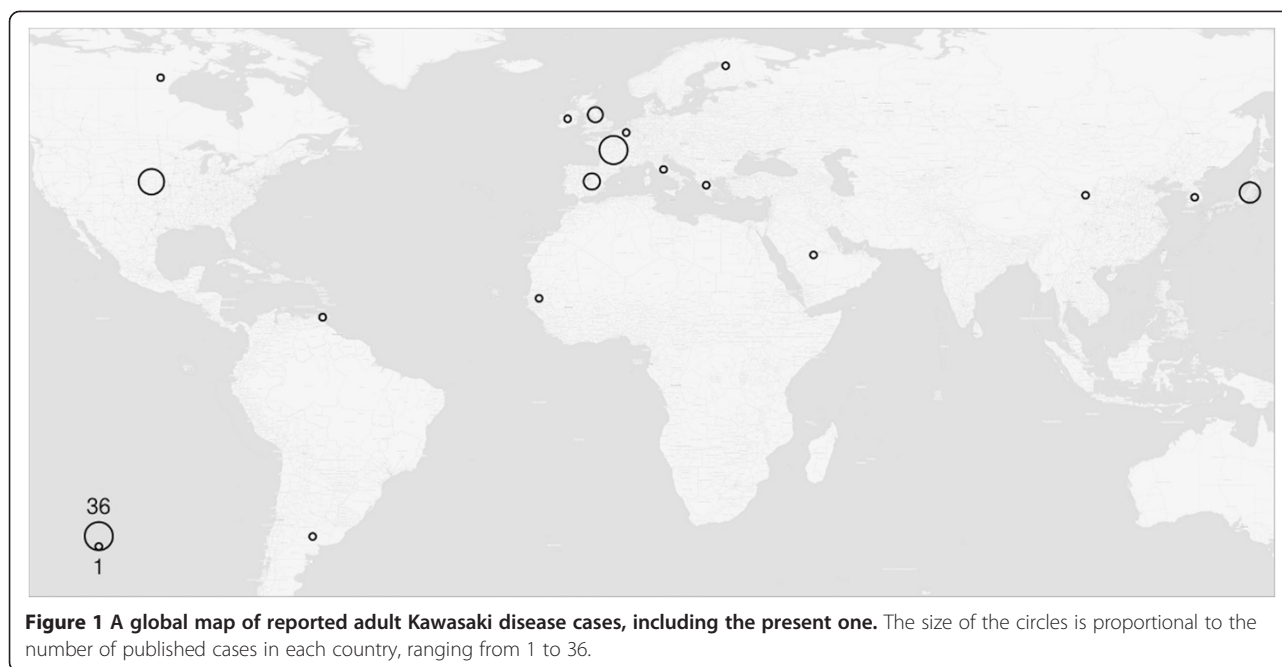 36
1
Figure 1 A global map of reported adult Kawasaki disease cases, including the present one. The size of the circles is proportional to the
number of published cases in each country, ranging from 1 to 36.